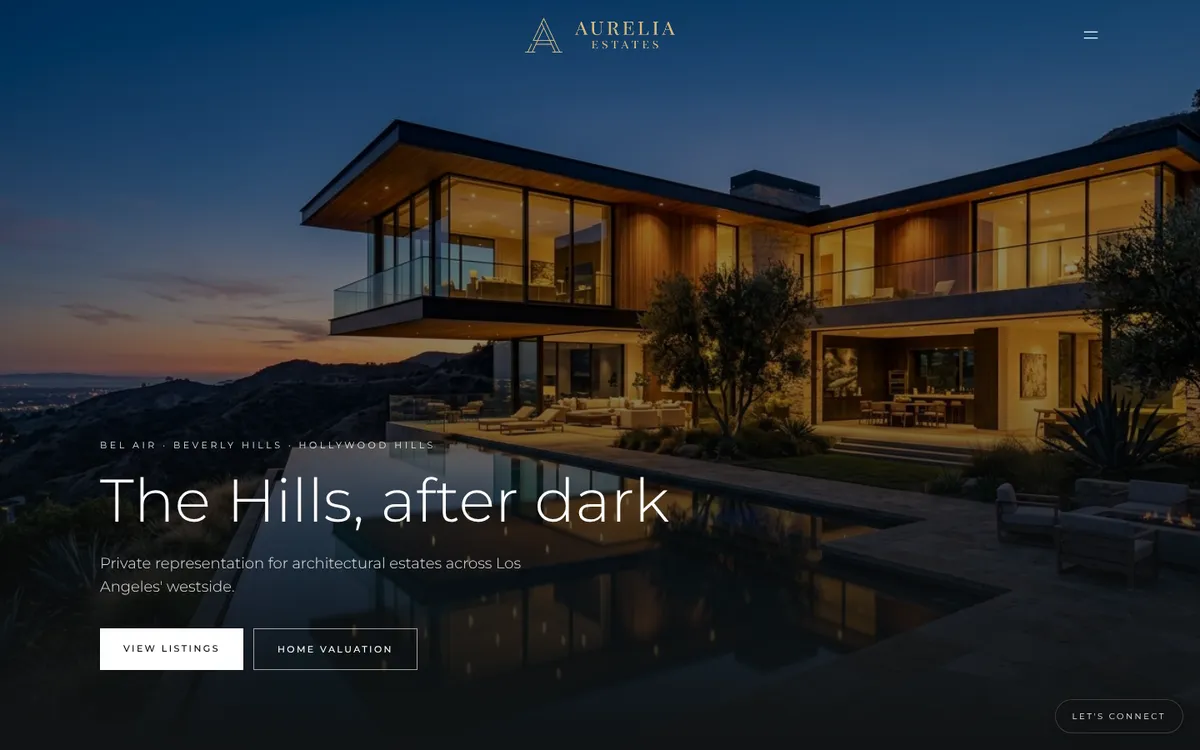 AURELIA
ESTATES
BEL AIR · BEVERLY HILLS · HOLLYWOOD HILLS
The Hills, after dark
Private representation for architectural estates across Los
Angeles' westside.
VIEW LISTINGS
HOME VALUATION
LET'S CONNECT